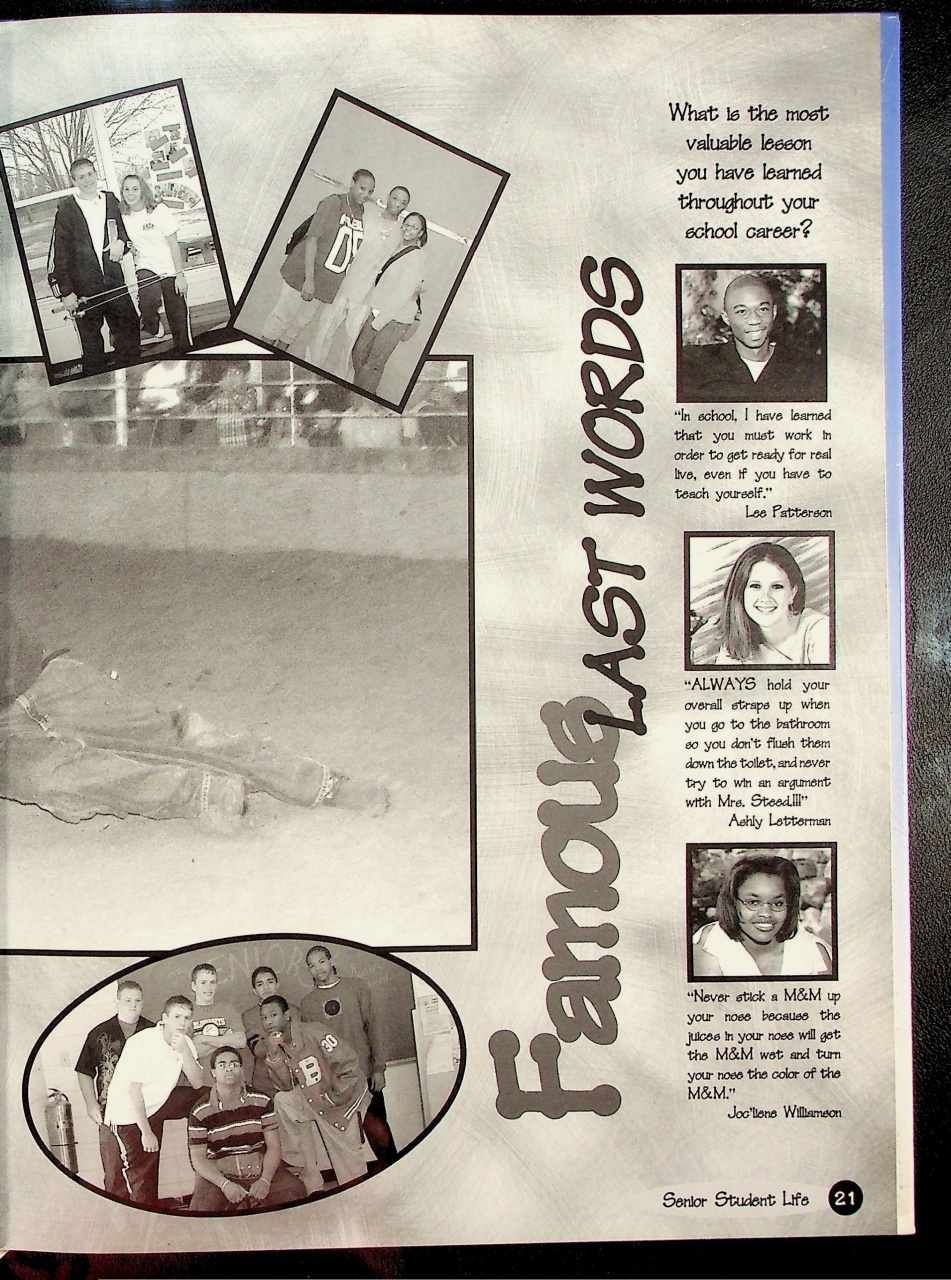 What is the most
valuable lesson
you have learned
throughout your
school career?
"In school, I have learned
that you must work in
order to get ready for real
live, even if you have to
teach yourself."
Lee Patterson
"ALWAYS hold your
overall straps up when
you go to the bathroom
so you don't flush them
down the toilet, and never
try to win an argument
with Mrs. Steed.!!!"
Ashly Letterman
"Never stick a M&M up
your nose because the
juices in your nose will get
the M&M wet and turn
your nose the color of the
M&M."
Joc'liene Williamson
Famous LAST WORDS
SENIOR
30
Senior Student Life 21